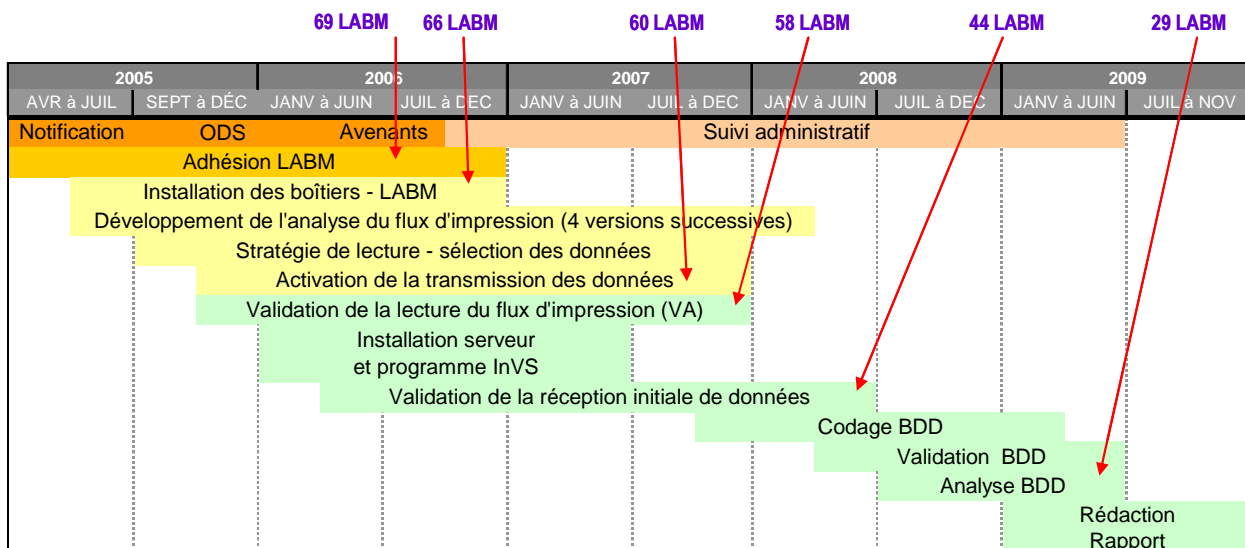 69 LABM 66 LABM 60 LABM 58 LABM 44 LABM 29 LABM
2005 2006 2007 2008 2009
AVR à JUIL SEPT à DÉC JANV à JUIN JUIL à DEC JANV à JUIN JUIL à DEC JANV à JUIN JUIL à DEC JANV à JUIN JUIL à NOV
Notification ODS Avenants Suivi administratif
Adhésion LABM
Installation des boîtiers - LABM
Développement de l'analyse du flux d'impression (4 versions successives)
Stratégie de lecture - sélection des données
Activation de la transmission des données
Validation de la lecture du flux d'impression (VA)
Installation serveur
et programme InVS
Validation de la réception initiale de données
Codage BDD
Validation BDD
Analyse BDD
Rédaction
Rapport